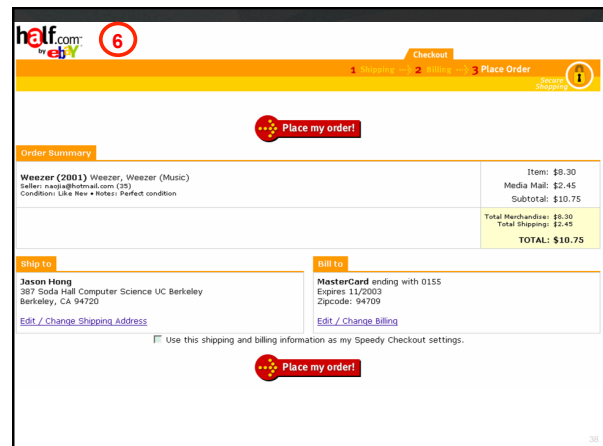 half.com
by ebaY
6
Checkout
1 Shipping --> 2 Billing --> 3 Place Order
Secure
Shopping
Place my order!
Order Summary
Weezer (2001) Weezer, Weezer (Music)
Seller: naojia@hotmail.com (35)
Condition: Like New • Notes: Perfect condition
Item: $8.30
Media Mail: $2.45
Subtotal: $10.75
Total Merchandise: $8.30
Total Shipping: $2.45
TOTAL: $10.75
Ship to
Jason Hong
387 Soda Hall Computer Science UC Berkeley
Berkeley, CA 94720
Edit / Change Shipping Address
Bill to
MasterCard ending with 0155
Expires 11/2003
Zipcode: 94709
Edit / Change Billing
Use this shipping and billing information as my Speedy Checkout settings.
Place my order!
38